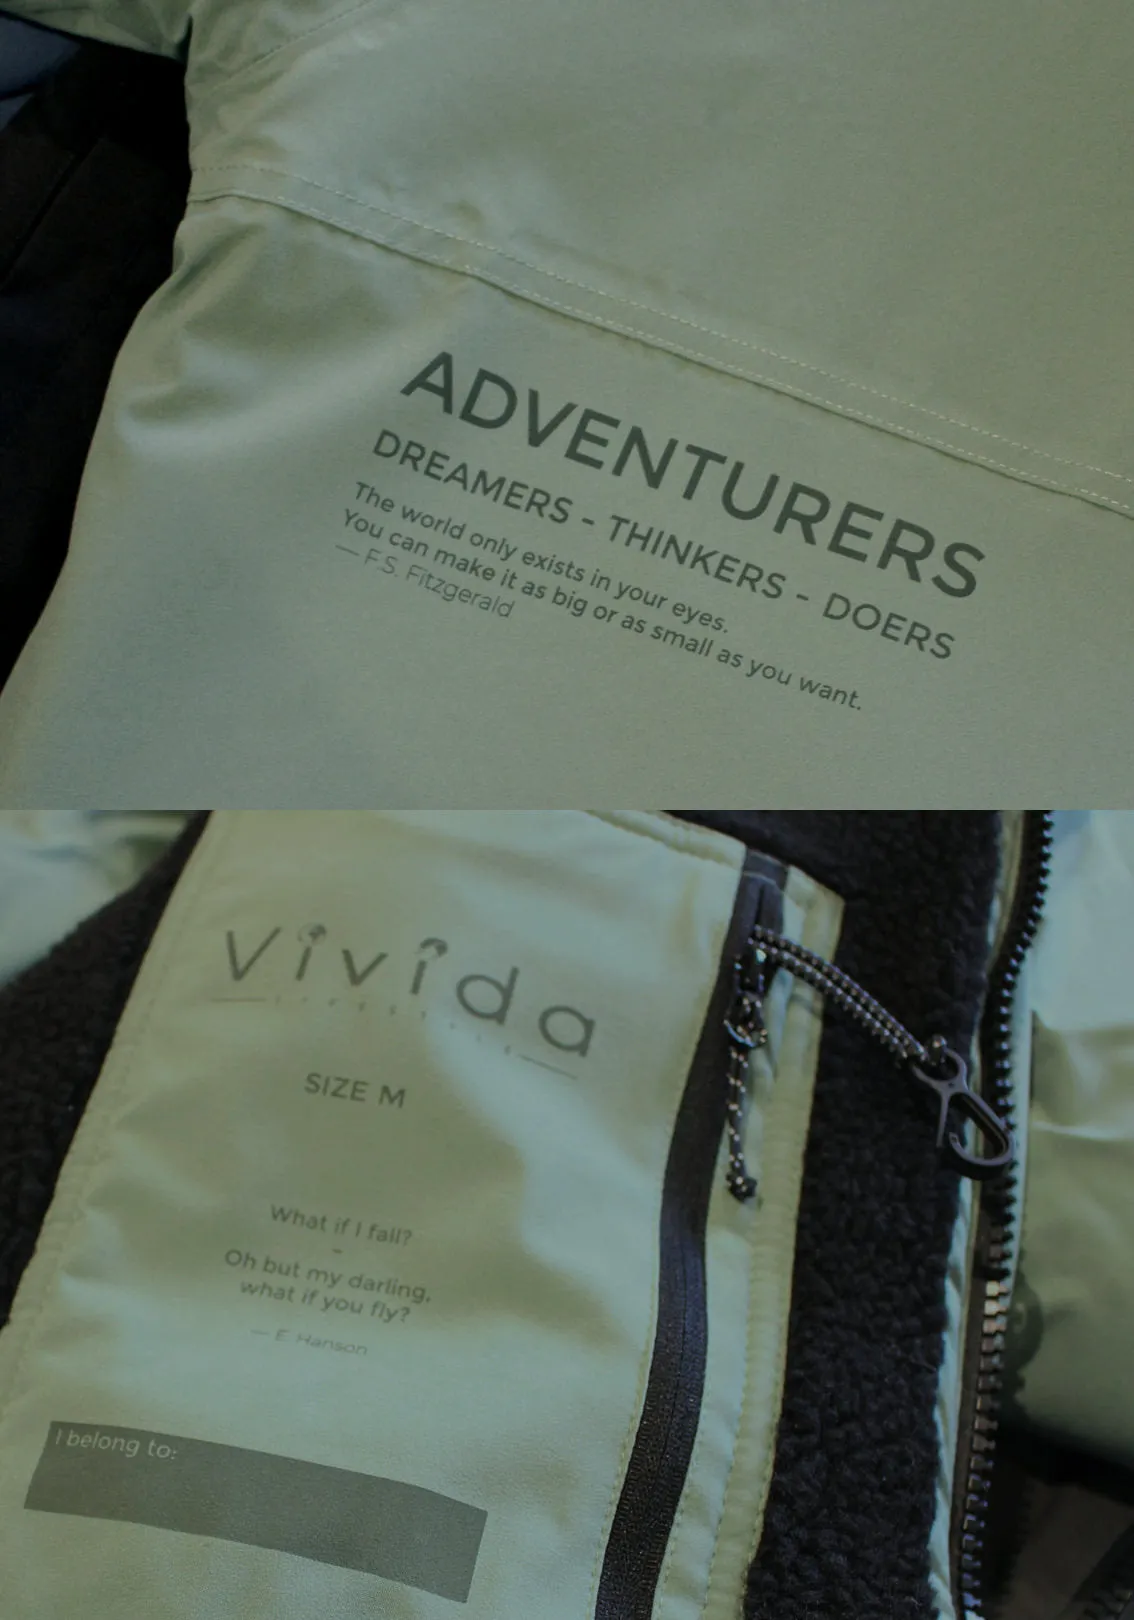 ADVENTURERS
DREAMERS - THINKERS - DOERS
The world only exists in your eyes.
You can make it as big or as small as you want.
— F.S. Fitzgerald
vivida
SIZE M
What if I fall?
-
Oh but my darling,
what if you fly?
— E Hanson
I belong to: